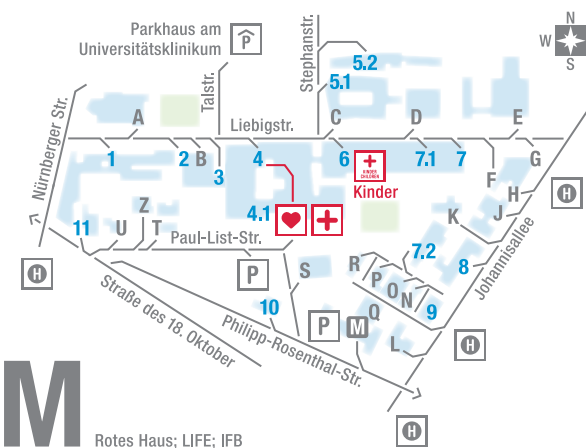 Parkhaus am
Universitätsklinikum
P
N
W
S
Stephanstr.
5.2
5.1
Talstr.
Nürnberger Str.
A
Liebigstr.
C
D
E
1
2
B
3
4
6
7.1
7
F
G
KINDER
CHILDREN
Kinder
H
H
J
K
Johannisallee
4.1
11
U
Z
T
Paul-List-Str.
H
P
S
R
P
O
N
7.2
8
9
Q
10
P
M
L
H
Straße des 18. Oktober
Philipp-Rosenthal-Str.
H
M
Rotes Haus; LIFE; IFB